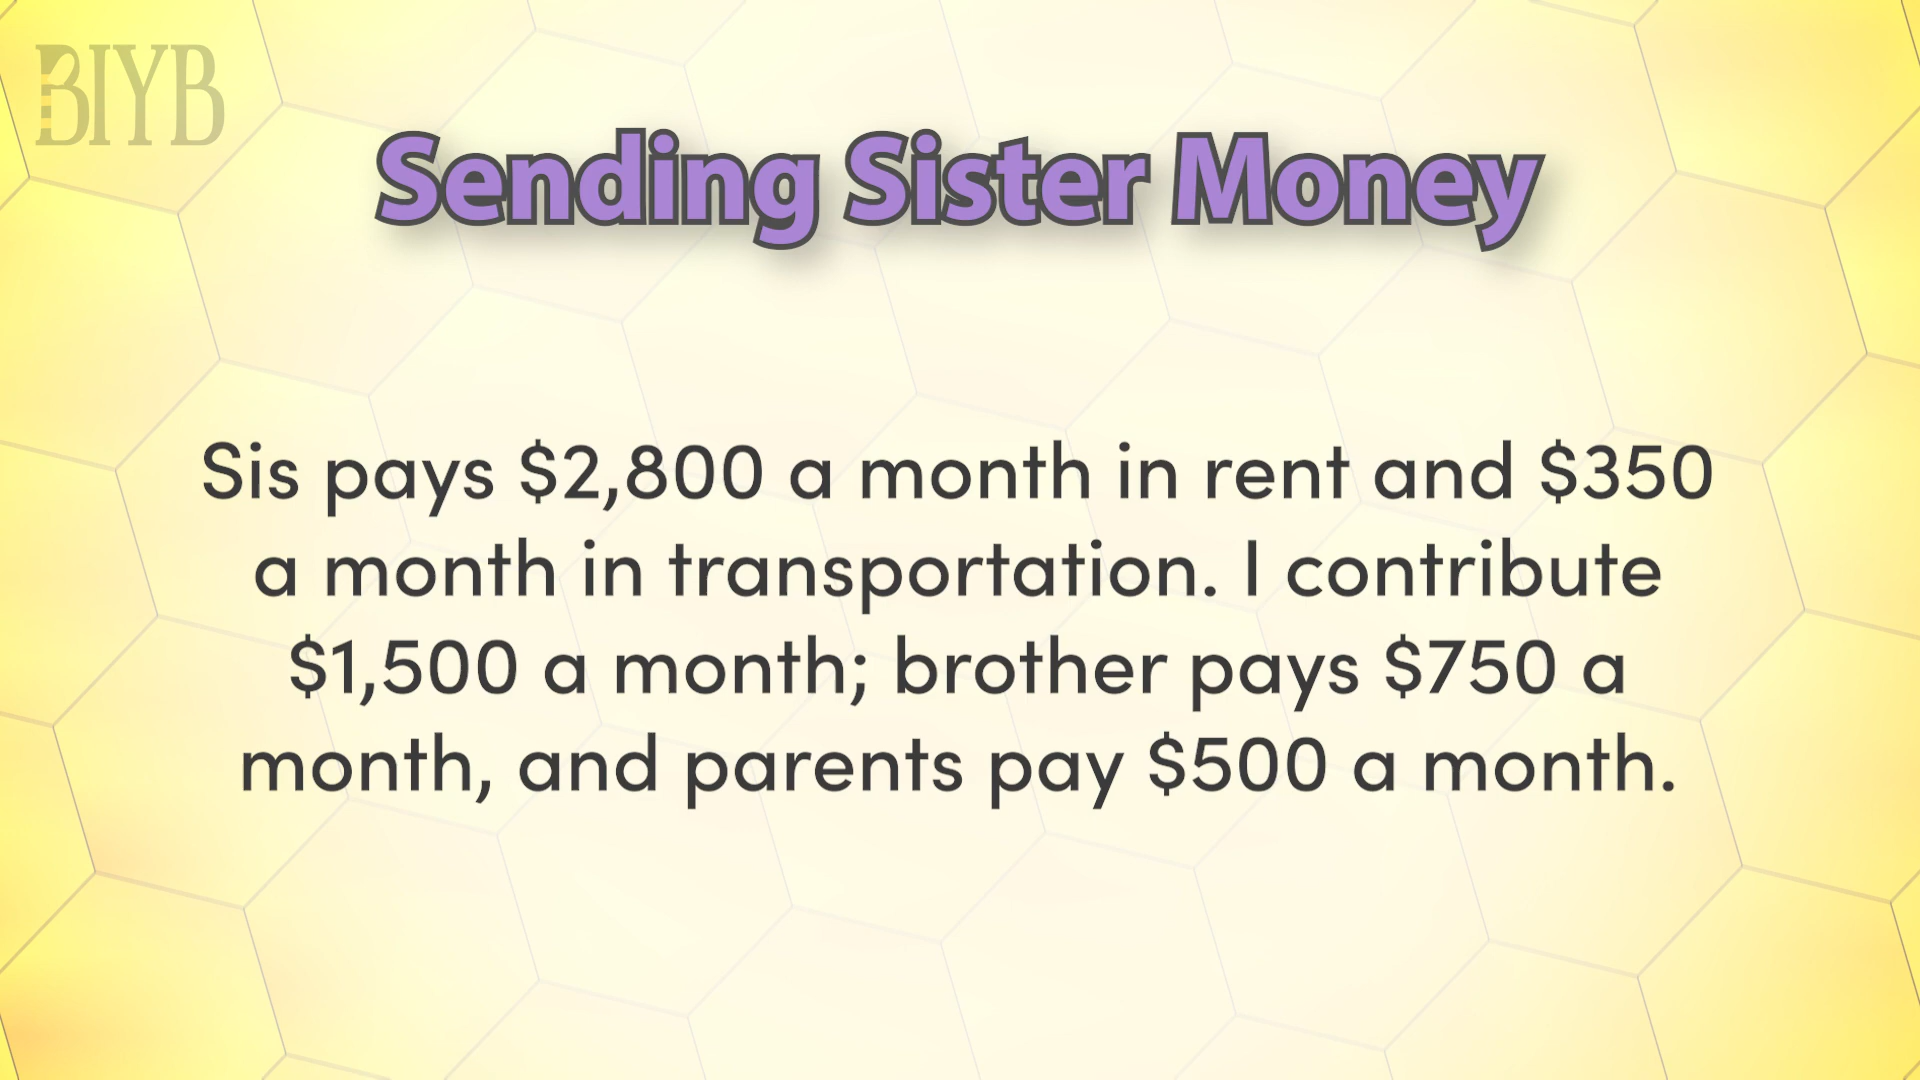 BIYB
Sending Sister Money
Sis pays $2,800 a month in rent and $350
a month in transportation. I contribute
$1,500 a month; brother pays $750 a
month, and parents pay $500 a month.